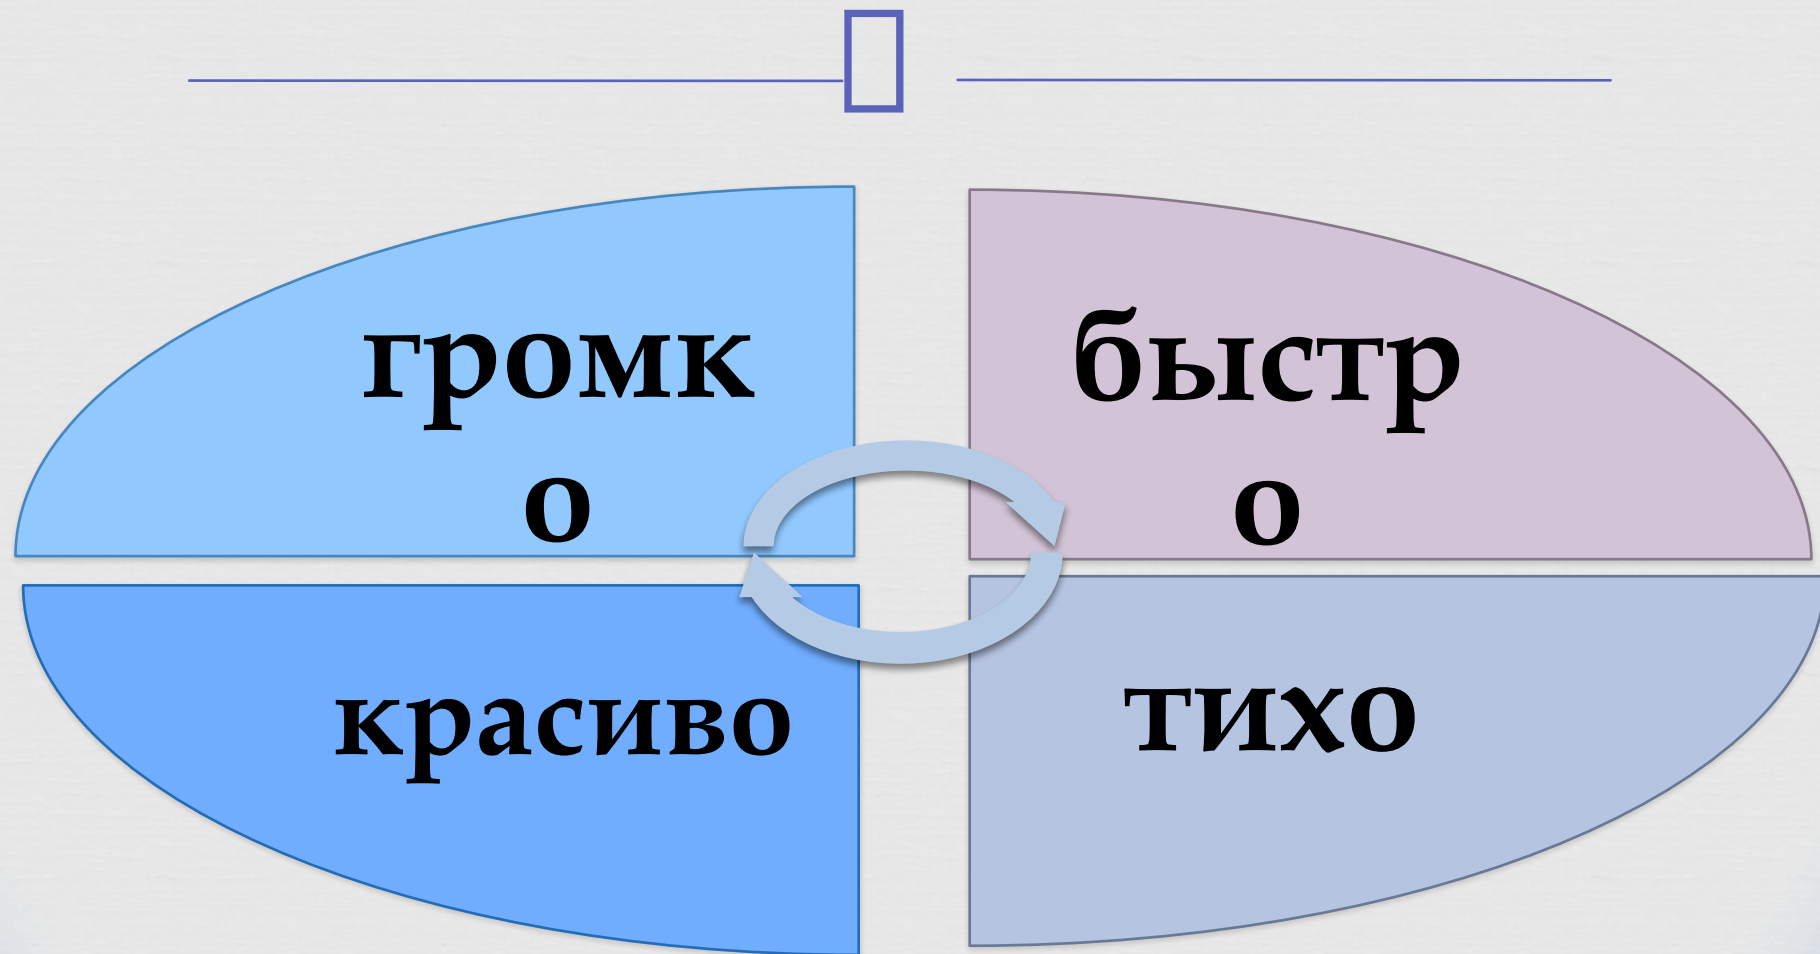 громк
о
быстр
о
красиво
тихо